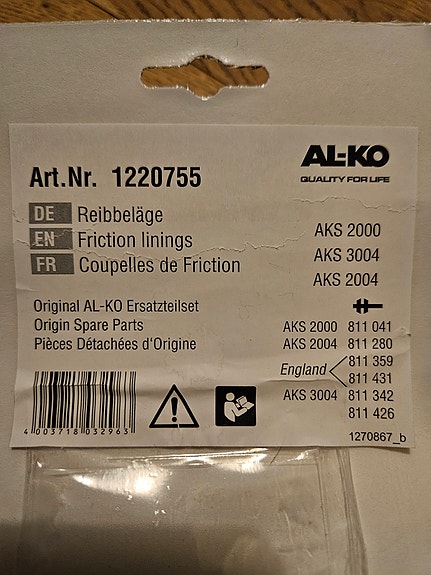 AL-KO
QUALITY FOR LIFE
Art.Nr. 1220755
DE Reibbeläge
EN Friction linings
FR Coupelles de Friction
AKS 2000
AKS 3004
AKS 2004
Original AL-KO Ersatzteilset
Origin Spare Parts
Pièces Détachées d'Origine
AKS 2000 811 041
AKS 2004 811 280
England 811 359
811 431
AKS 3004 811 342
811 426
4 003718 032963
1270867_b